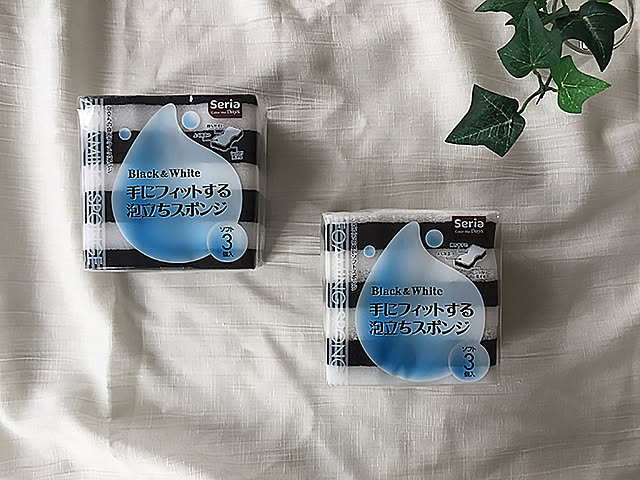 Seria
Color the Days
Black & White
手にフィットする
泡立ちスポンジ
ソフト
3
個入
Seria
Color the Days
Black & White
手にフィットする
泡立ちスポンジ
ソフト
3
個入